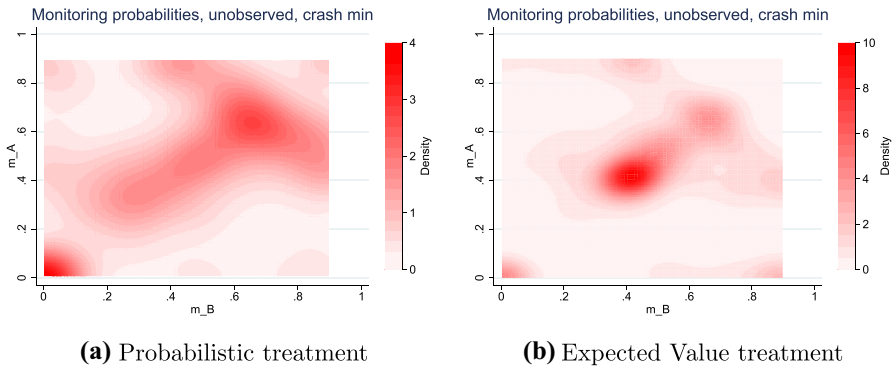 Monitoring probabilities, unobserved, crash min
1
.8
.6
.4
.2
0
m_A
0 .2 .4 .6 .8 1
m_B
4
3
2
1
0
Density
(a) Probabilistic treatment
Monitoring probabilities, unobserved, crash min
1
.8
.6
.4
.2
0
m_A
0 .2 .4 .6 .8 1
m_B
10
8
6
4
2
0
Density
(b) Expected Value treatment